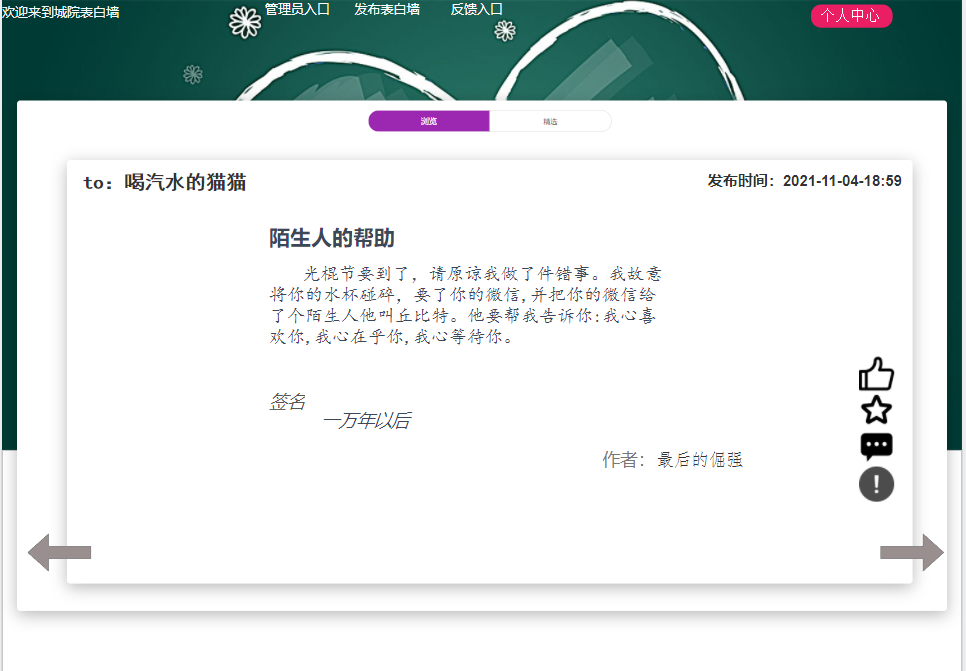 欢迎来到城院表白墙
管理员入口
发布表白墙
反馈入口
个人中心
浏览
精选
to: 喝汽水的猫猫
发布时间：2021-11-04-18:59
陌生人的帮助
光棍节要到了，请原谅我做了件错事。我故意
将你的水杯碰碎，要了你的微信,并把你的微信给
了个陌生人他叫丘比特。他要帮我告诉你:我心喜
欢你,我心在乎你,我心等待你。
签名
一万年以后
作者：最后的倔强